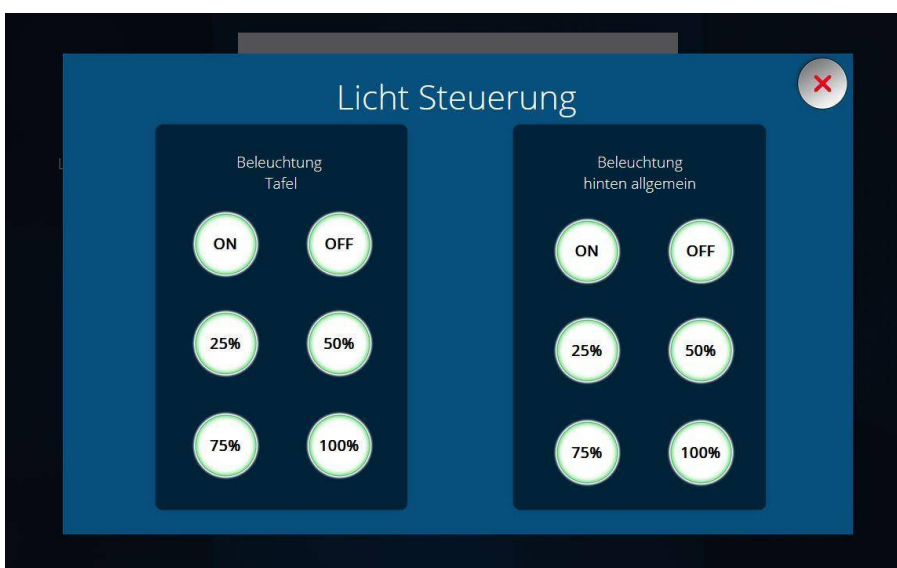 Licht Steuerung
Beleuchtung
Tafel
ON OFF
25% 50%
75% 100%
Beleuchtung
hinten allgemein
ON OFF
25% 50%
75% 100%